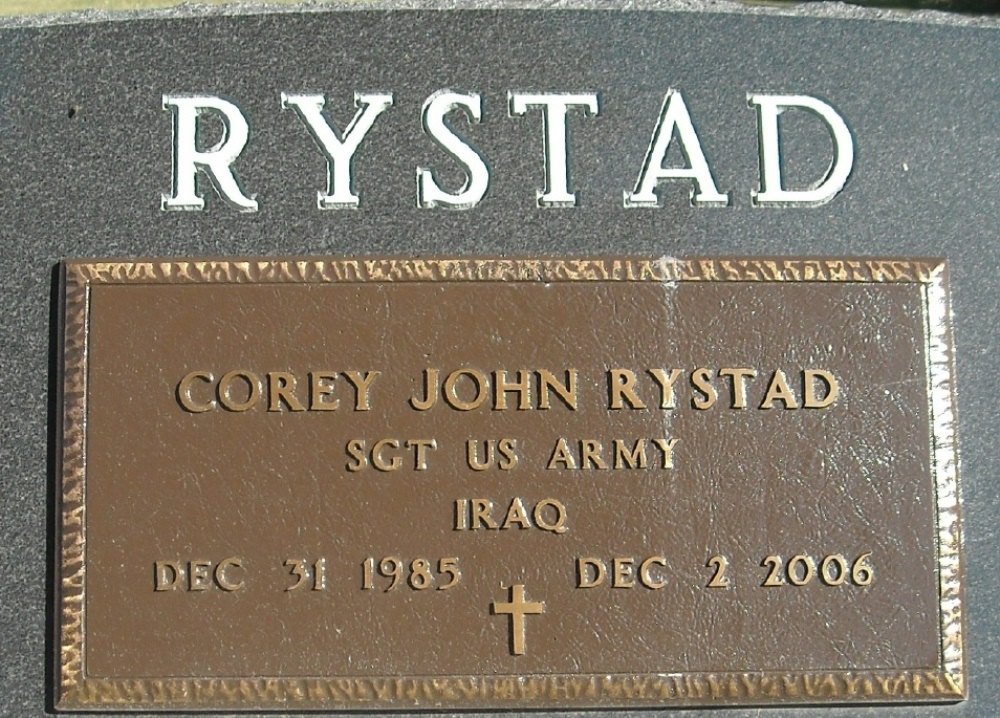 RYSTAD
COREY JOHN RYSTAD
SGT US ARMY
IRAQ
DEC 31 1985 DEC 2 2006